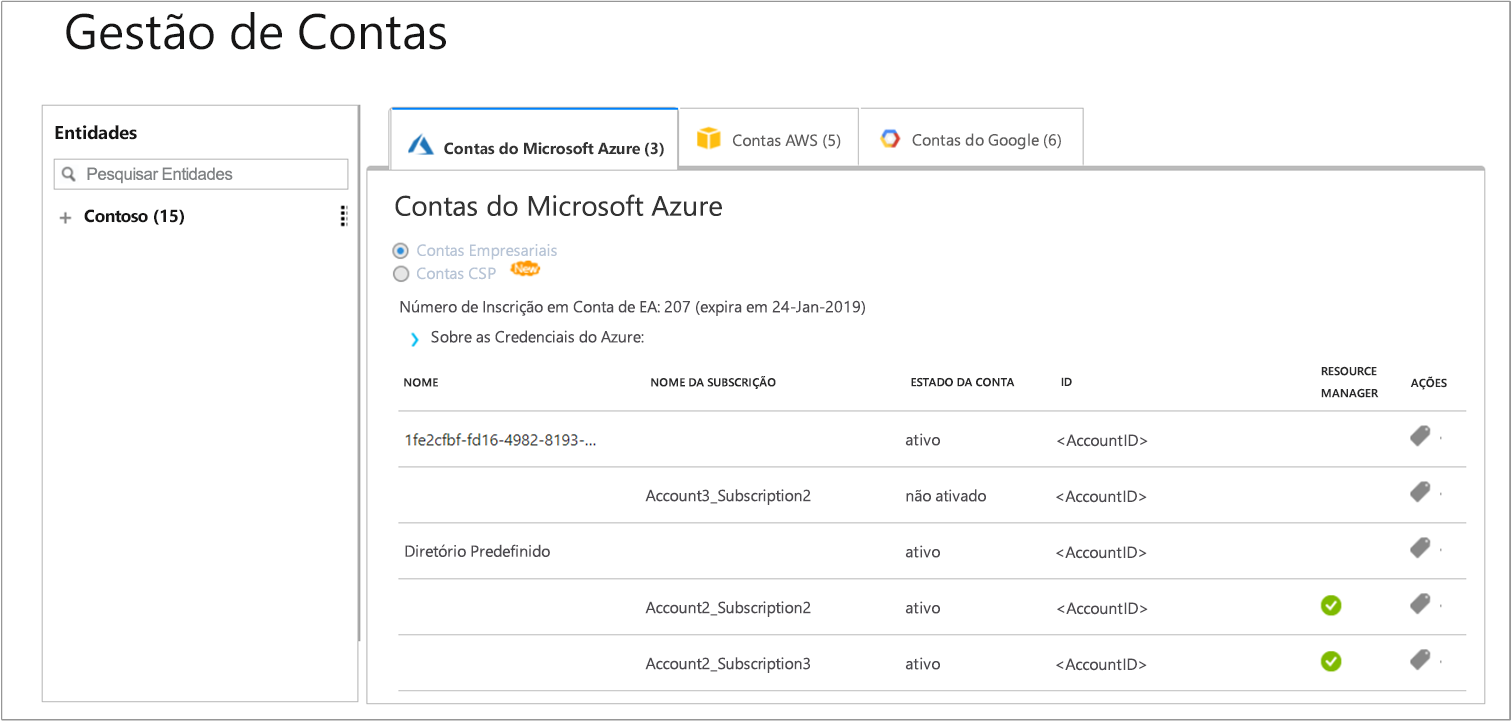 Gestão de Contas
Entidades
Pesquisar Entidades
Contoso (15)
Contas do Microsoft Azure (3)
Contas AWS (5)
Contas do Google (6)
Contas do Microsoft Azure
Contas Empresariais
Contas CSP New
Número de Inscrição em Conta de EA: 207 (expira em 24-Jan-2019)
Sobre as Credenciais do Azure:
NOME NOME DA SUBSCRIÇÃO ESTADO DA CONTA ID RESOURCE MANAGER AÇÕES
1fe2cfbf-fd16-4982-8193-... ativo <AccountID>
Account3_Subscription2 não ativado <AccountID>
Diretório Predefinido ativo <AccountID>
Account2_Subscription2 ativo <AccountID>
Account2_Subscription3 ativo <AccountID>